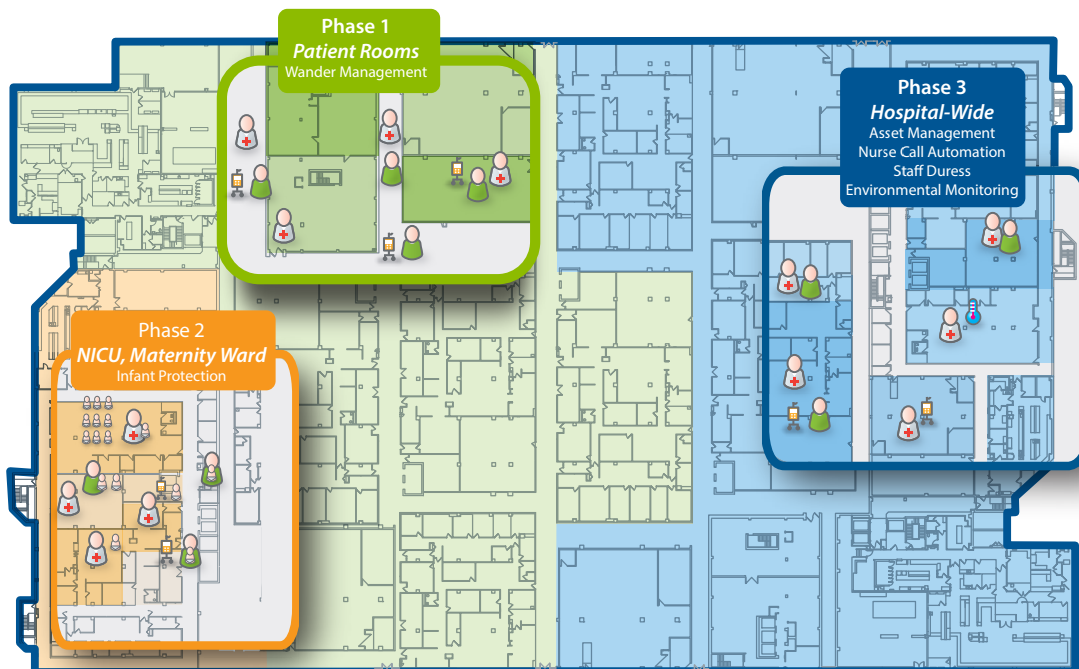 Phase 1
Patient Rooms
Wander Management
Phase 3
Hospital-Wide
Asset Management
Nurse Call Automation
Staff Duress
Environmental Monitoring
Phase 2
NICU, Maternity Ward
Infant Protection